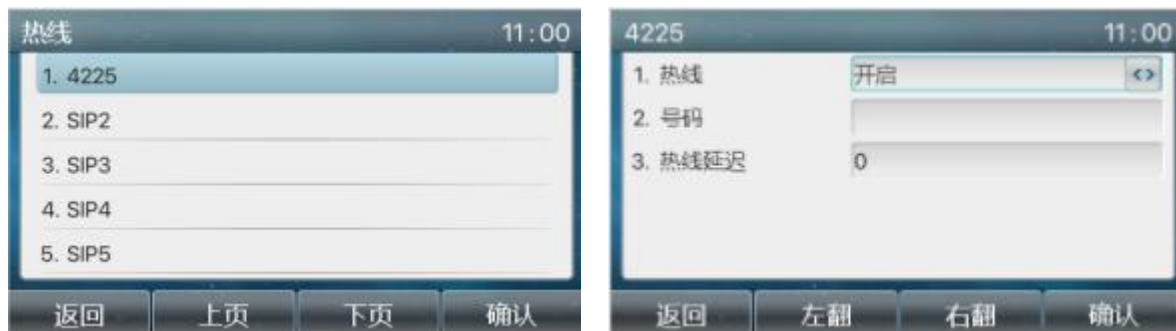 热线 11:00
1. 4225
2. SIP2
3. SIP3
4. SIP4
5. SIP5
返回 上页 下页 确认
4225 11:00
1. 热线 开启 <>
2. 号码
3. 热线延迟 0
返回 左翻 右翻 确认